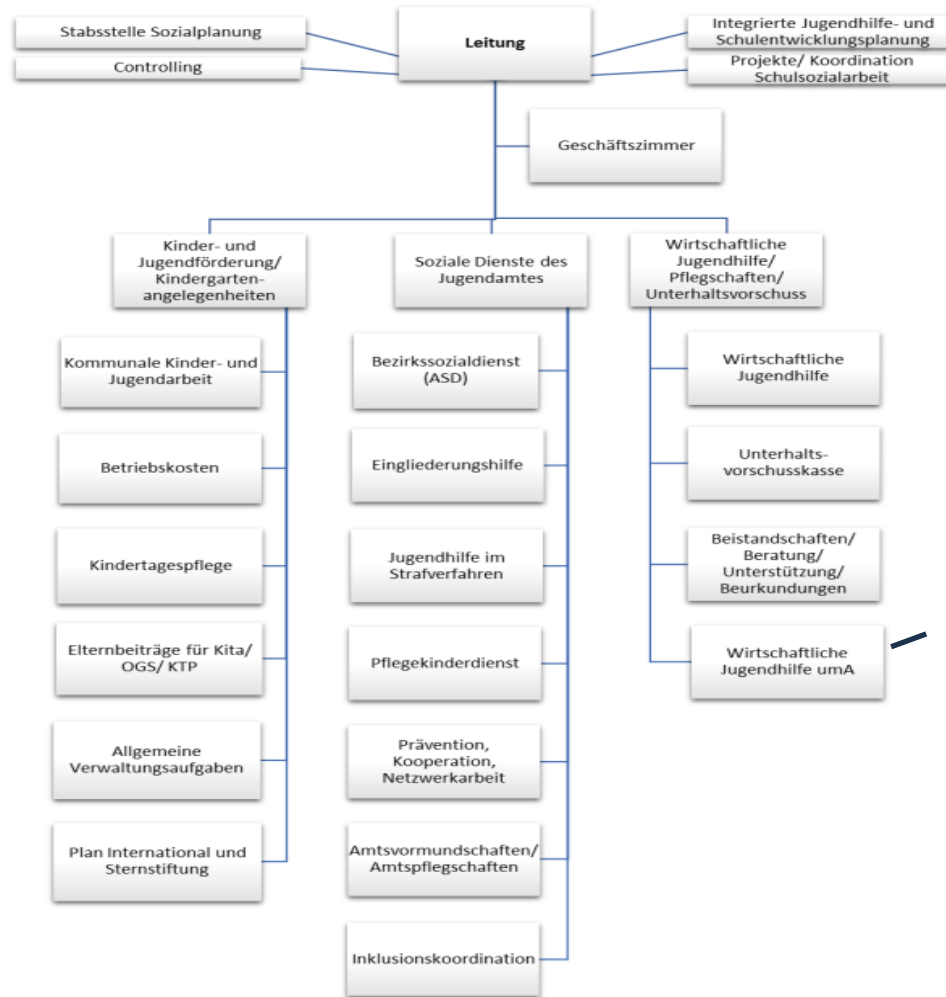 Stabsstelle Sozialplanung
Controlling
Leitung
Integrierte Jugendhilfe- und
Schulentwicklungsplanung
Projekte/ Koordination
Schulsozialarbeit
Geschäftszimmer
Kinder- und
Jugendförderung/
Kindergarten-
angelegenheiten
Kommunale Kinder- und
Jugendarbeit
Betriebskosten
Kindertagespflege
Elternbeiträge für Kita/
OGS/ KTP
Allgemeine
Verwaltungsaufgaben
Plan International und
Sternstiftung
Soziale Dienste des
Jugendamtes
Bezirkssozialdienst
(ASD)
Eingliederungshilfe
Jugendhilfe im
Strafverfahren
Pflegekinderdienst
Prävention,
Kooperation,
Netzwerkarbeit
Amtsvormundschaften/
Amtspflegschaften
Inklusionskoordination
Wirtschaftliche
Jugendhilfe/
Pflegschaften/
Unterhaltsvorschuss
Wirtschaftliche
Jugendhilfe
Unterhalts-
vorschusskasse
Beistandschaften/
Beratung/
Unterstützung/
Beurkundungen
Wirtschaftliche
Jugendhilfe umA